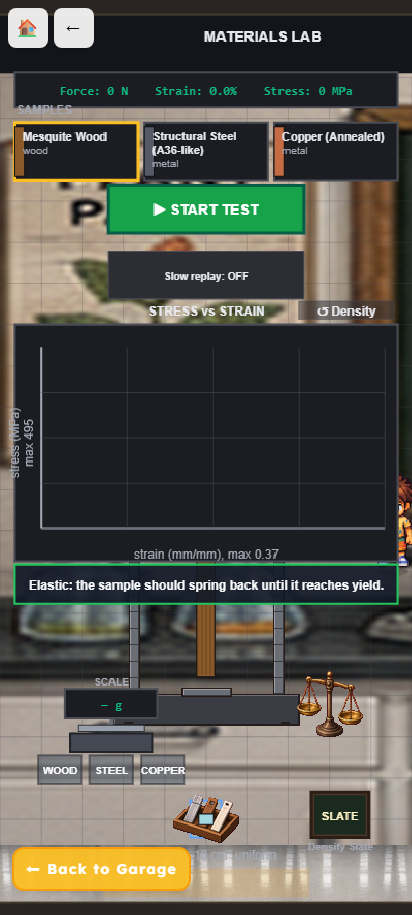 MATERIALS LAB
Force: 0 N Strain: 0.0% Stress: 0 MPa
SAMPLES
Mesquite Wood
wood
Structural Steel
(A36-like)
metal
Copper (Annealed)
metal
▶ START TEST
Slow replay: OFF
STRESS vs STRAIN
↺ Density
stress (MPa)
max 495
strain (mm/mm), max 0.37
Elastic: the sample should spring back until it reaches yield.
SCALE
— g
WOOD STEEL COPPER
SLATE
Density Slate
← Back to Garage